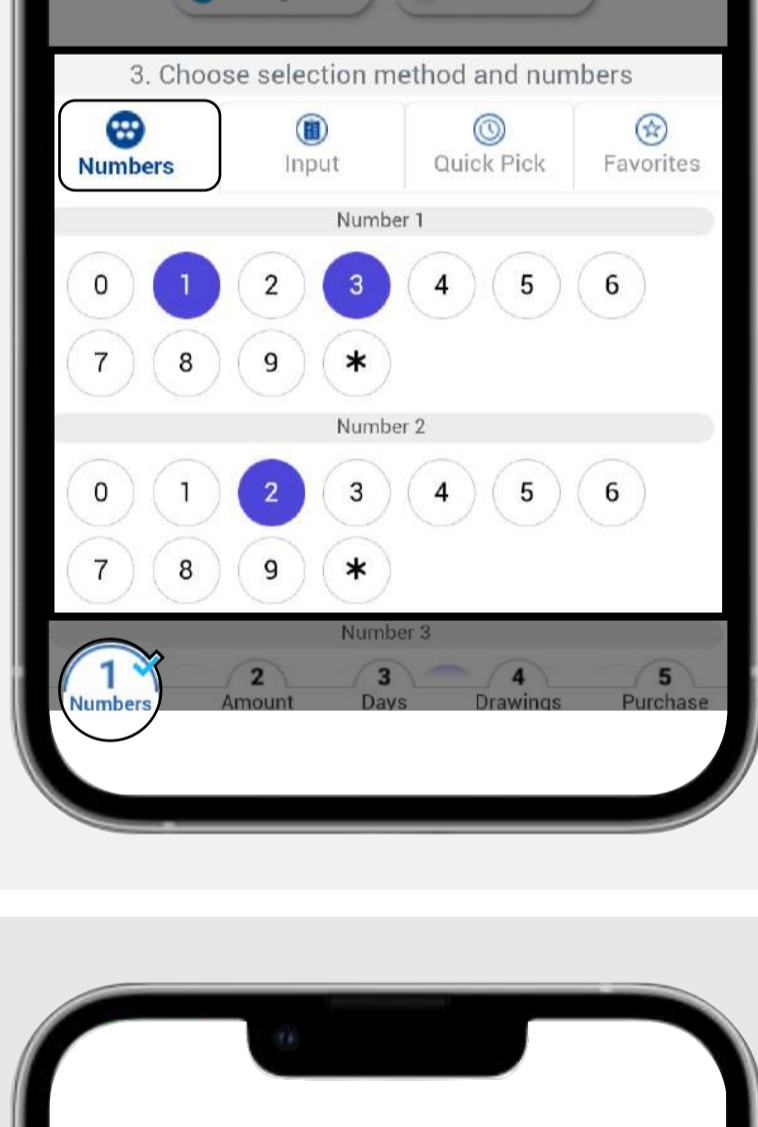 3. Choose selection method and numbers
Numbers Input Quick Pick Favorites
Number 1
0 1 2 3 4 5 6
7 8 9 *
Number 2
0 1 2 3 4 5 6
7 8 9 *
Number 3
1 2 3 4 5
Numbers Amount Days Drawings Purchase